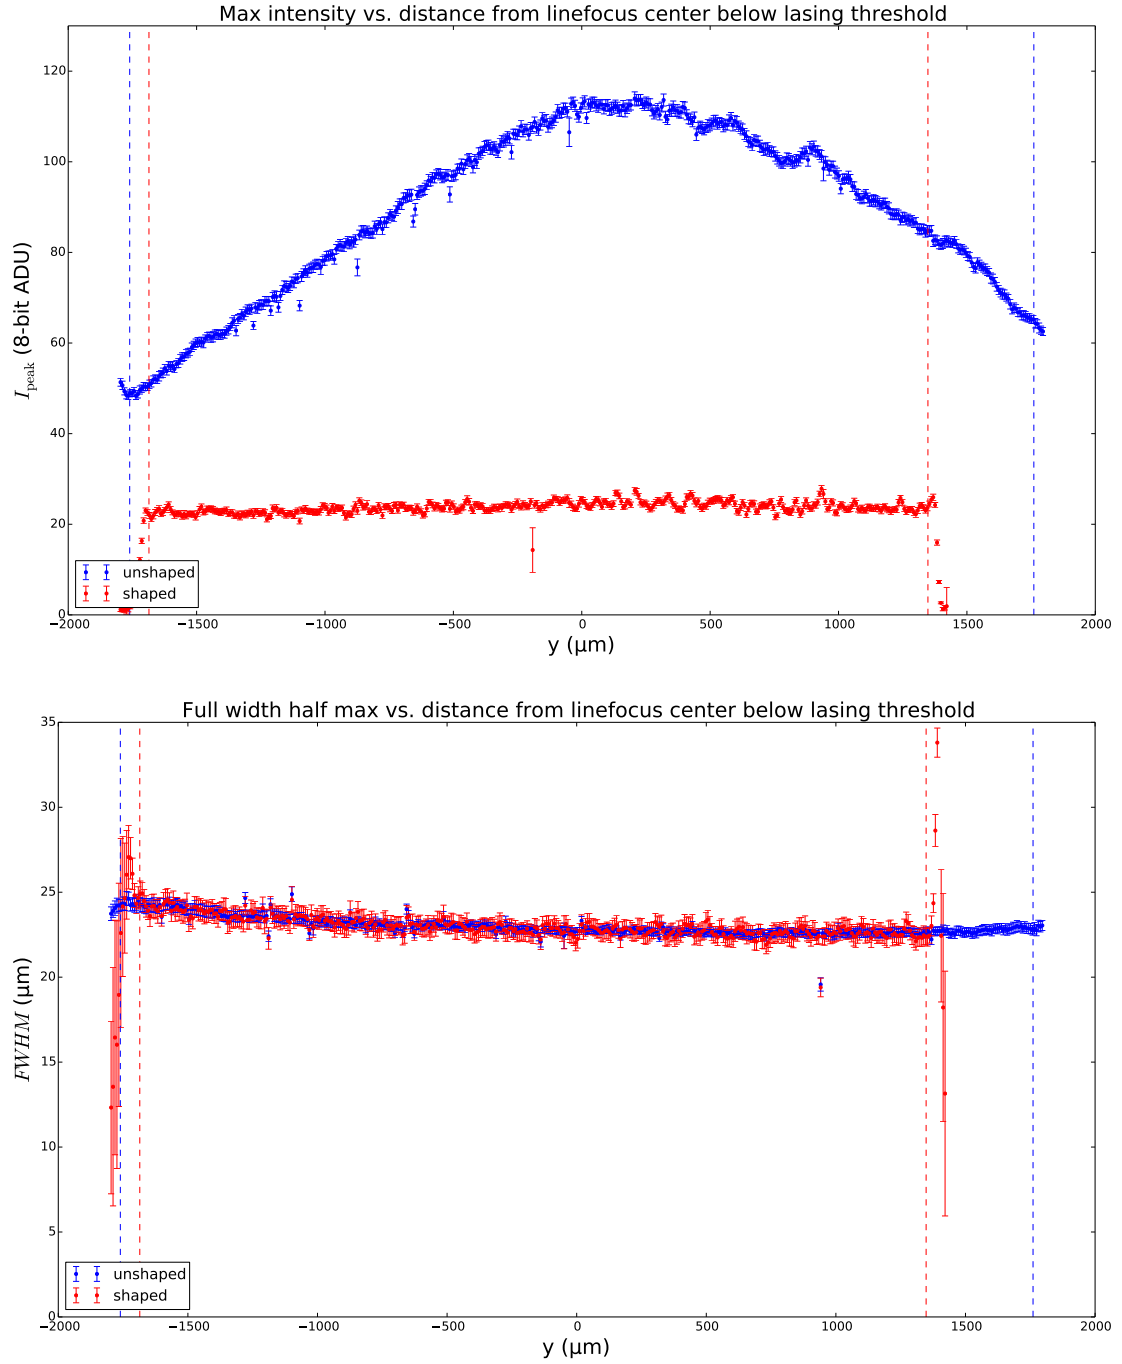 Max intensity vs. distance from linefocus center below lasing threshold
120
100
80
60
40
20
0
I_peak (8-bit ADU)
unshaped
shaped
−2000 −1500 −1000 −500 0 500 1000 1500 2000
y (µm)
Full width half max vs. distance from linefocus center below lasing threshold
35
30
25
20
15
10
5
0
FWHM (µm)
unshaped
shaped
−2000 −1500 −1000 −500 0 500 1000 1500 2000
y (µm)